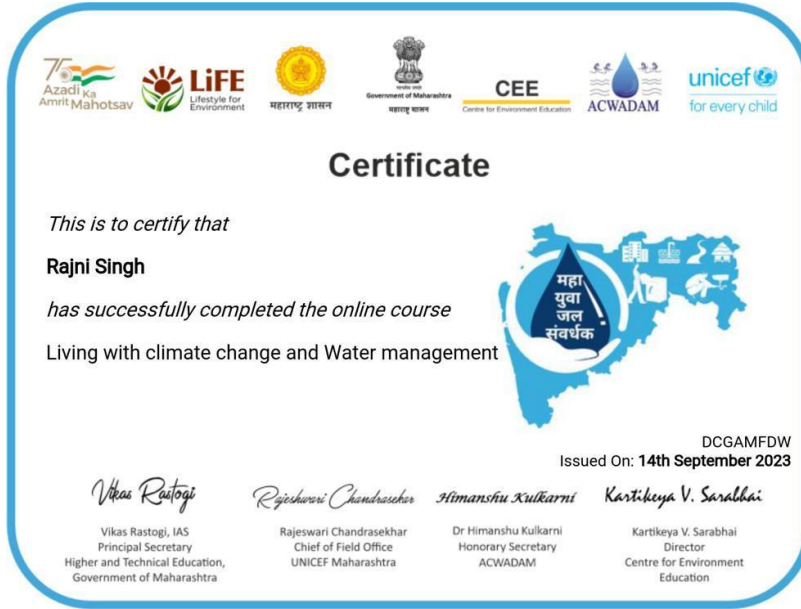 75
Azadi Ka
Amrit Mahotsav
LiFE
Lifestyle for
Environment
महाराष्ट्र शासन
Government of Maharashtra
महाराष्ट्र शासन
CEE
Centre for Environment Education
ACWADAM
unicef
for every child
Certificate
This is to certify that
Rajni Singh
has successfully completed the online course
Living with climate change and Water management
महा
युवा
जल
संवर्धक
DCGAMFDW
Issued On: 14th September 2023
Vikas Rastogi
Rajeshwari Chandrasekar
Himanshu Kulkarni
Kartikeya V. Sarabhai
Vikas Rastogi, IAS
Principal Secretary
Higher and Technical Education,
Government of Maharashtra
Rajeswari Chandrasekhar
Chief of Field Office
UNICEF Maharashtra
Dr Himanshu Kulkarni
Honorary Secretary
ACWADAM
Kartikeya V. Sarabhai
Director
Centre for Environment
Education